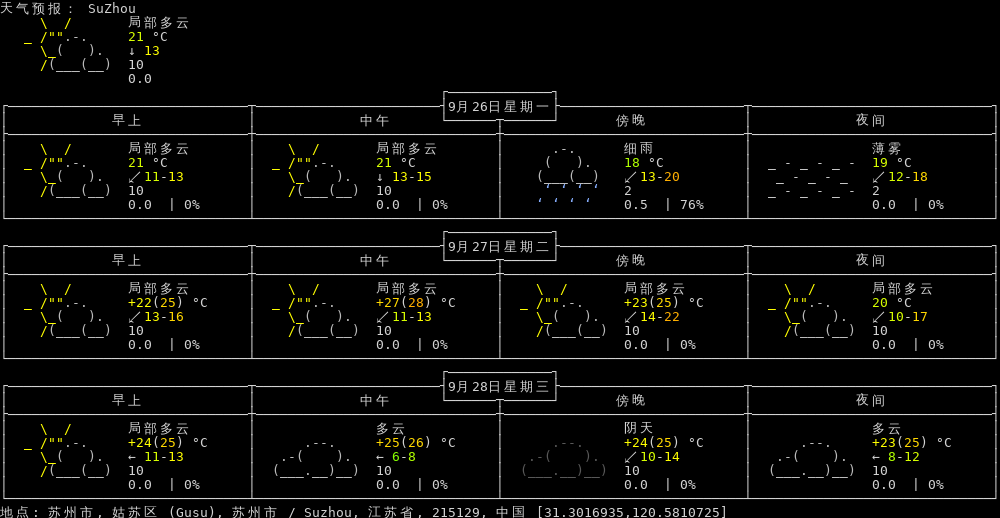 天气预报: SuZhou
局部多云
21 °C
↓ 13
10
0.0
9月26日星期一
早上 中午 傍晚 夜间
局部多云 局部多云 细雨 薄雾
21 °C 21 °C 18 °C 19 °C
↙11-13 ↓ 13-15 ↙13-20 ↙12-18
10 10 2 2
0.0 | 0% 0.0 | 0% 0.5 | 76% 0.0 | 0%
9月27日星期二
早上 中午 傍晚 夜间
局部多云 局部多云 局部多云 局部多云
+22(25) °C +27(28) °C +23(25) °C 20 °C
↙13-16 ↙11-13 ↙14-22 ↙10-17
10 10 10 10
0.0 | 0% 0.0 | 0% 0.0 | 0% 0.0 | 0%
9月28日星期三
早上 中午 傍晚 夜间
局部多云 多云 阴天 多云
+24(25) °C +25(26) °C +24(25) °C +23(25) °C
← 11-13 ← 6-8 ↙10-14 ← 8-12
10 10 10 10
0.0 | 0% 0.0 | 0% 0.0 | 0% 0.0 | 0%
地点: 苏州市, 姑苏区 (Gusu), 苏州市 / Suzhou, 江苏省, 215129, 中国 [31.3016935,120.5810725]